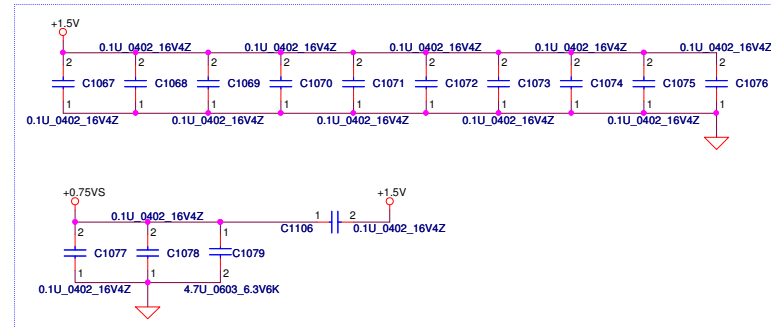 +1.5V
0.1U_0402_16V4Z 0.1U_0402_16V4Z 0.1U_0402_16V4Z 0.1U_0402_16V4Z 0.1U_0402_16V4Z
2 2 2 2 2 2 2 2 2 2
C1067 C1068 C1069 C1070 C1071 C1072 C1073 C1074 C1075 C1076
1 1 1 1 1 1 1 1 1 1
0.1U_0402_16V4Z 0.1U_0402_16V4Z 0.1U_0402_16V4Z 0.1U_0402_16V4Z 0.1U_0402_16V4Z
+0.75VS +1.5V
0.1U_0402_16V4Z 1 2
C1106 0.1U_0402_16V4Z
2 2 1
C1077 C1078 C1079
1 1 2
0.1U_0402_16V4Z 4.7U_0603_6.3V6K